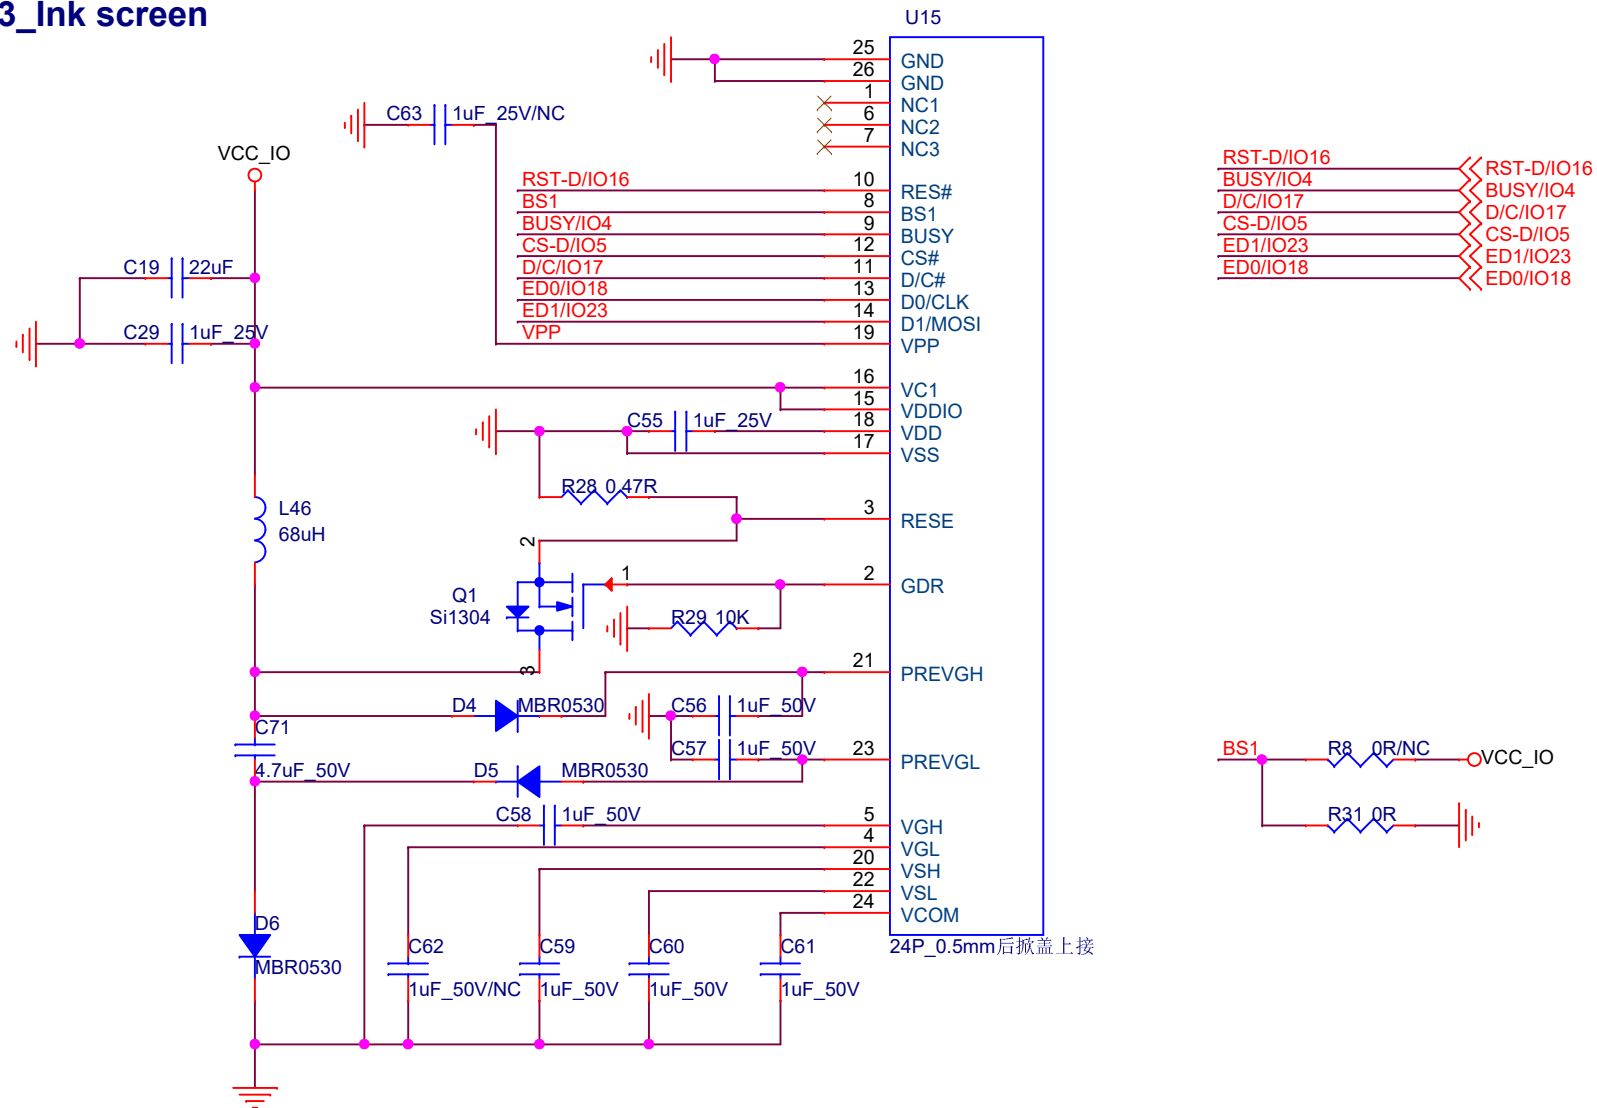 3_Ink screen
U15
25 GND
26 GND
1 NC1
6 NC2
7 NC3
C63 1uF_25V/NC
VCC_IO
RST-D/IO16 10 RES#
BS1 8 BS1
BUSY/IO4 9 BUSY
CS-D/IO5 12 CS#
D/C/IO17 11 D/C#
ED0/IO18 13 D0/CLK
ED1/IO23 14 D1/MOSI
VPP 19 VPP
RST-D/IO16 RST-D/IO16
BUSY/IO4 BUSY/IO4
D/C/IO17 D/C/IO17
CS-D/IO5 CS-D/IO5
ED1/IO23 ED1/IO23
ED0/IO18 ED0/IO18
C19 22uF
C29 1uF_25V
16 VC1
15 VDDIO
C55 1uF_25V 18 VDD
17 VSS
R28 0.47R
L46
68uH
3 RESE
2
Q1
Si1304
1
2 GDR
R29 10K
3
21 PREVGH
D4 MBR0530
C56 1uF_50V
C71
4.7uF_50V
C57 1uF_50V
23 PREVGL
D5 MBR0530
BS1 R8 0R/NC VCC_IO
R31 0R
C58 1uF_50V
5 VGH
4 VGL
20 VSH
22 VSL
24 VCOM
24P_0.5mm后掀盖上接
D6
MBR0530
C62
1uF_50V/NC
C59
1uF_50V
C60
1uF_50V
C61
1uF_50V